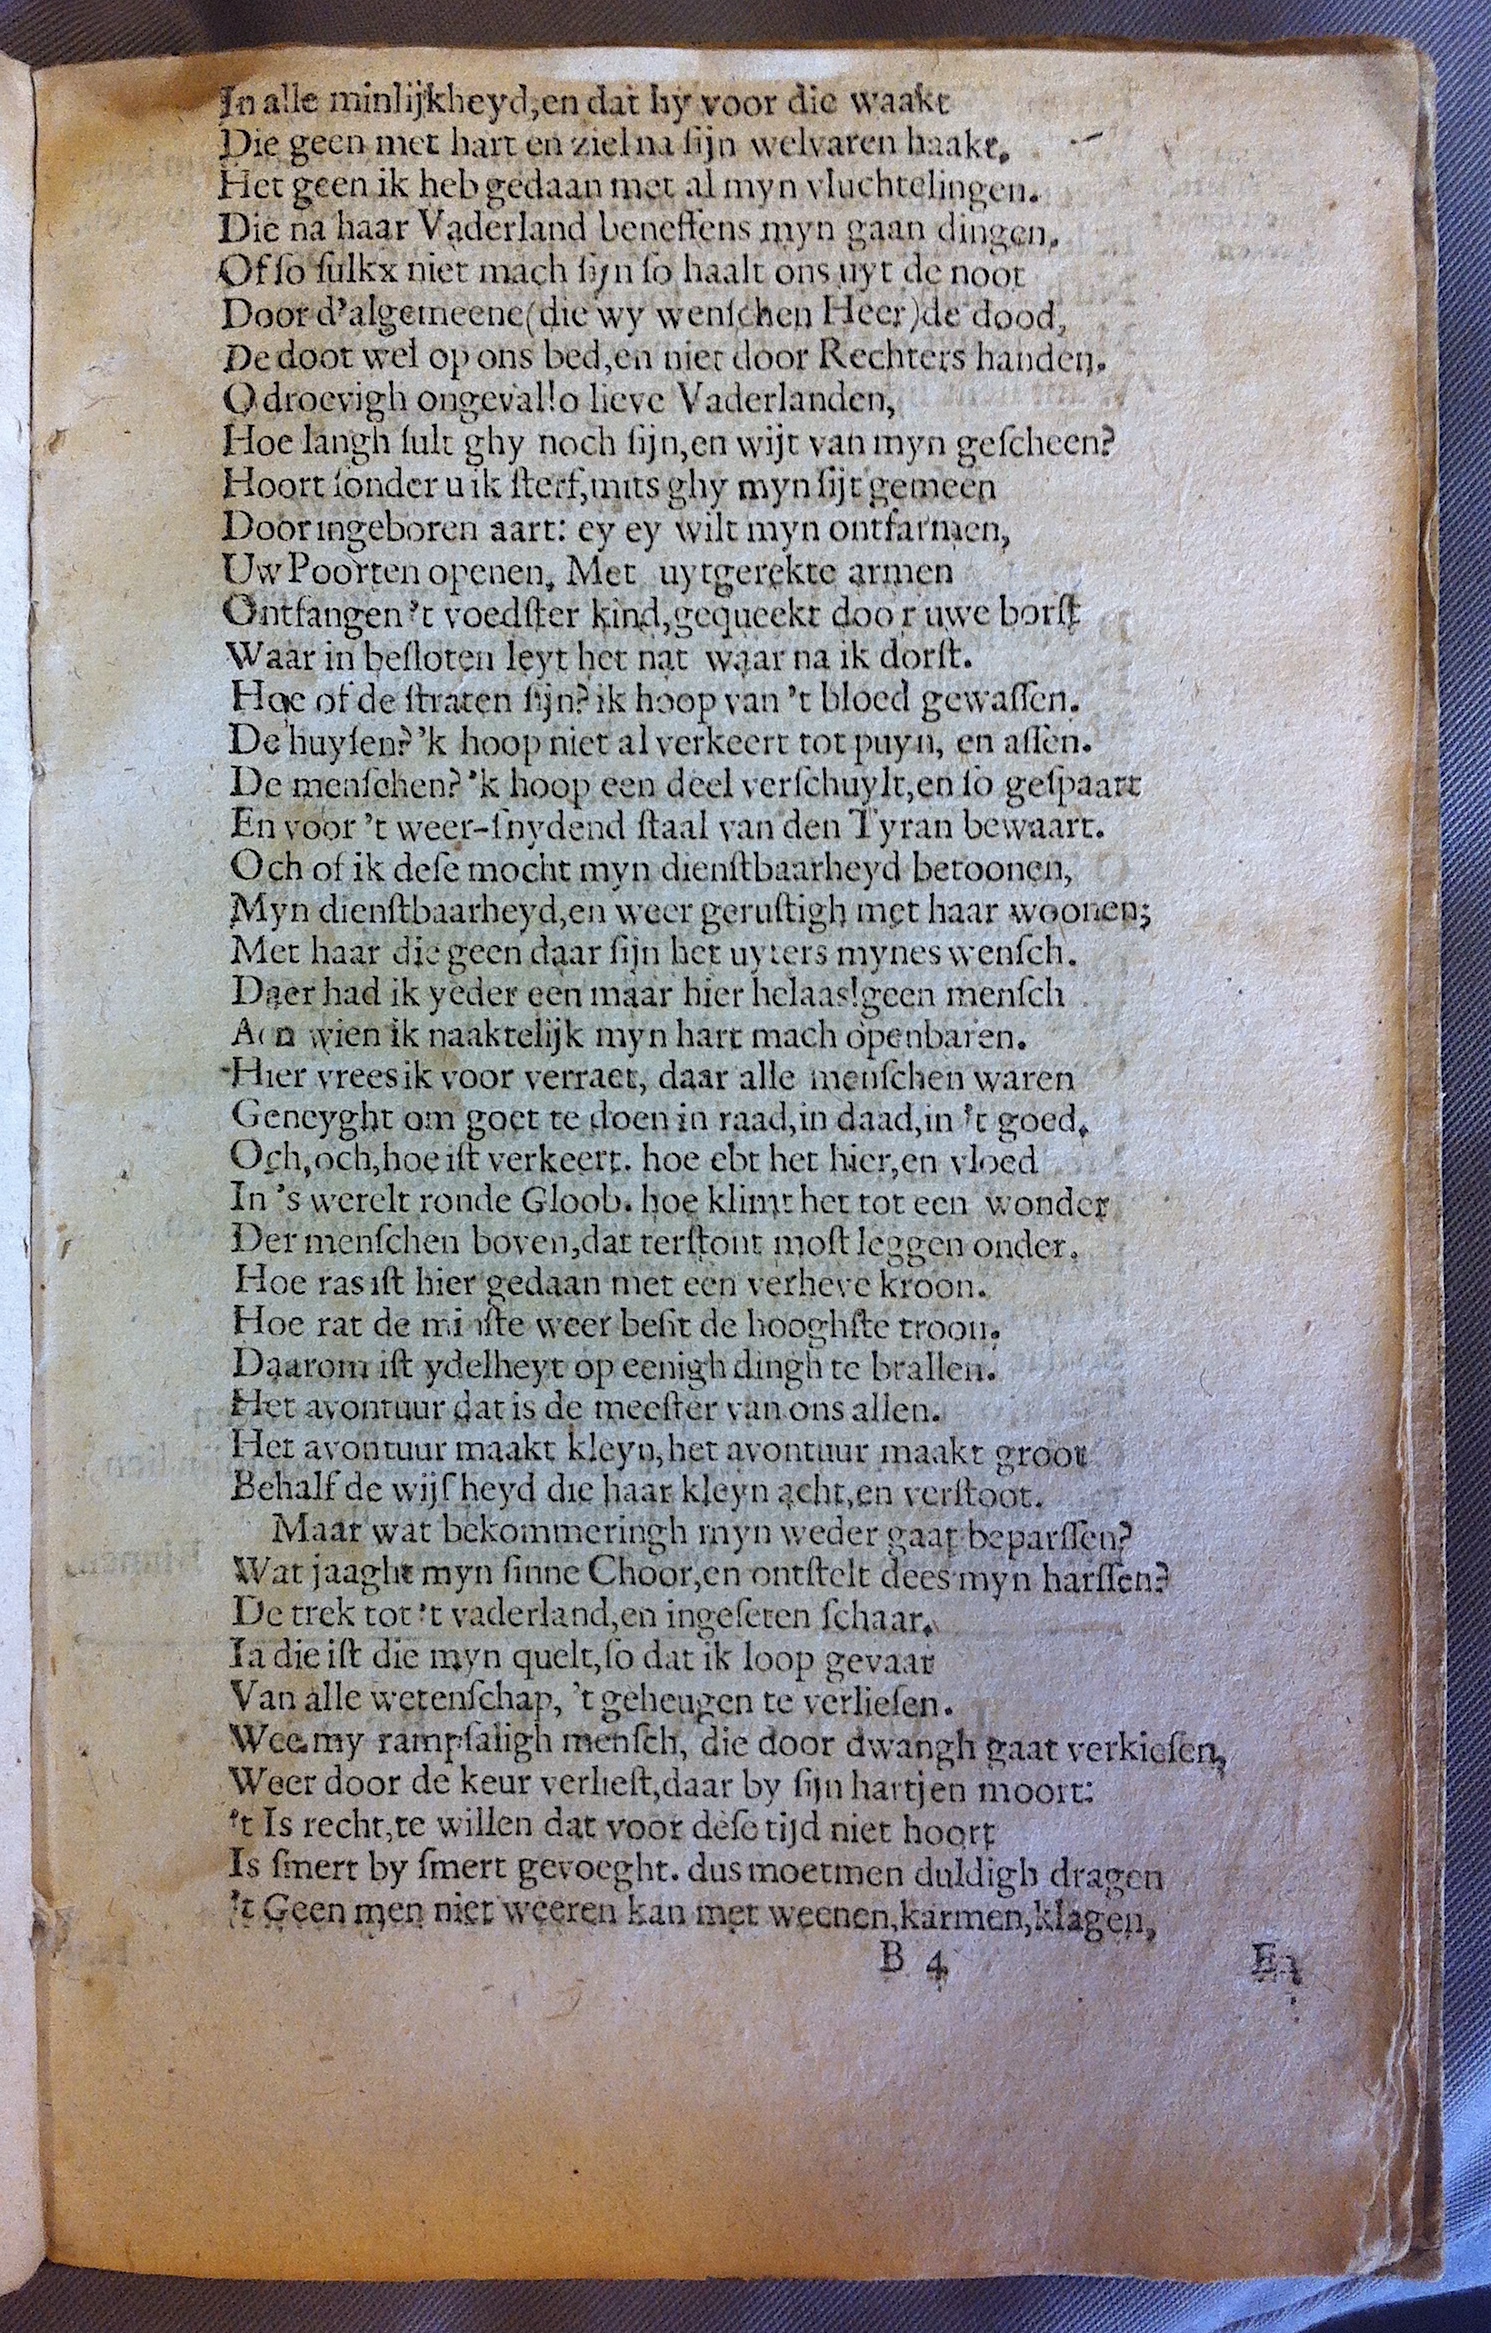 In alle minlijkheyd,en dat hy voor die waakt
Die geen met hart en ziel na ſijn welvaren haakt.
Het geen ik heb gedaan met al myn vluchtelingen.
Die na haar Vaderland beneffens myn gaan dingen.
Of ſo ſulkx niet mach ſijn ſo haalt ons uyt de noot
Door d'algemeene(die wy wenſchen Heer)de dood,
De doot wel op ons bed,en niet door Rechters handen.
O droevigh ongeval!o lieve Vaderlanden,
Hoe langh ſult ghy noch ſijn,en wijt van myn geſcheen?
Hoort ſonder u ik ſterf,mits ghy myn ſijt gemeen
Door ingeboren aart: ey ey wilt myn ontfarmen,
Uw Poorten openen. Met uytgerekte armen
Ontfangen 't voedſter kind,gequeekt doo r uwe borſt
Waar in beſloten leyt het nat waar na ik dorſt.
Hoe of de ſtraten ſijn? ik hoop van 't bloed gewaſſen.
De huyſen? 'k hoop niet al verkeert tot puyn, en aſſen.
De menſchen? 'k hoop een deel verſchuylt,en ſo geſpaart
En voor 't weer-ſnydend ſtaal van den Tyran bewaart.
Och of ik deſe mocht myn dienſtbaarheyd betoonen,
Myn dienſtbaarheyd,en weer geruſtigh met haar woonen;
Met haar die geen daar ſijn het uyters mynes wenſch.
Daer had ik yeder een maar hier helaas!geen menſch
Aen wien ik naaktelijk myn hart mach openbaren.
Hier vrees ik voor verraet, daar alle menſchen waren
Geneyght om goet te doen in raad,in daad,in 't goed.
Och,och,hoe iſt verkeert. hoe ebt het hier,en vloed
In 's werelt ronde Gloob. hoe klimt het tot een wonder
Der menſchen boven,dat terſtont moſt leggen onder.
Hoe ras iſt hier gedaan met een verheve kroon.
Hoe rat de minſte weer beſit de hooghſte troon.
Daarom iſt ydelheyt op eenigh dingh te brallen.
Het avontuur dat is de meeſter van ons allen.
Het avontuur maakt kleyn,het avontuur maakt groot
Behalf de wijſheyd die haar kleyn acht,en verſtoot.
Maar wat bekommeringh myn weder gaat beparſſen?
Wat jaaght myn ſinne Choor,en ontſtelt dees myn harſſen?
De trek tot 't vaderland,en ingeſeten ſchaar.
Ia die iſt die myn quelt,ſo dat ik loop gevaar
Van alle wetenſchap, 't geheugen te verlieſen.
Wee my rampſaligh menſch, die door dwangh gaat verkieſen,
Weer door de keur verlieſt,daar by ſijn hartjen moort:
't Is recht,te willen dat voor deſe tijd niet hoort
Is ſmert by ſmert gevoeght. dus moetmen duldigh dragen
't Geen men niet weeren kan met weenen,karmen,klagen,
B 4